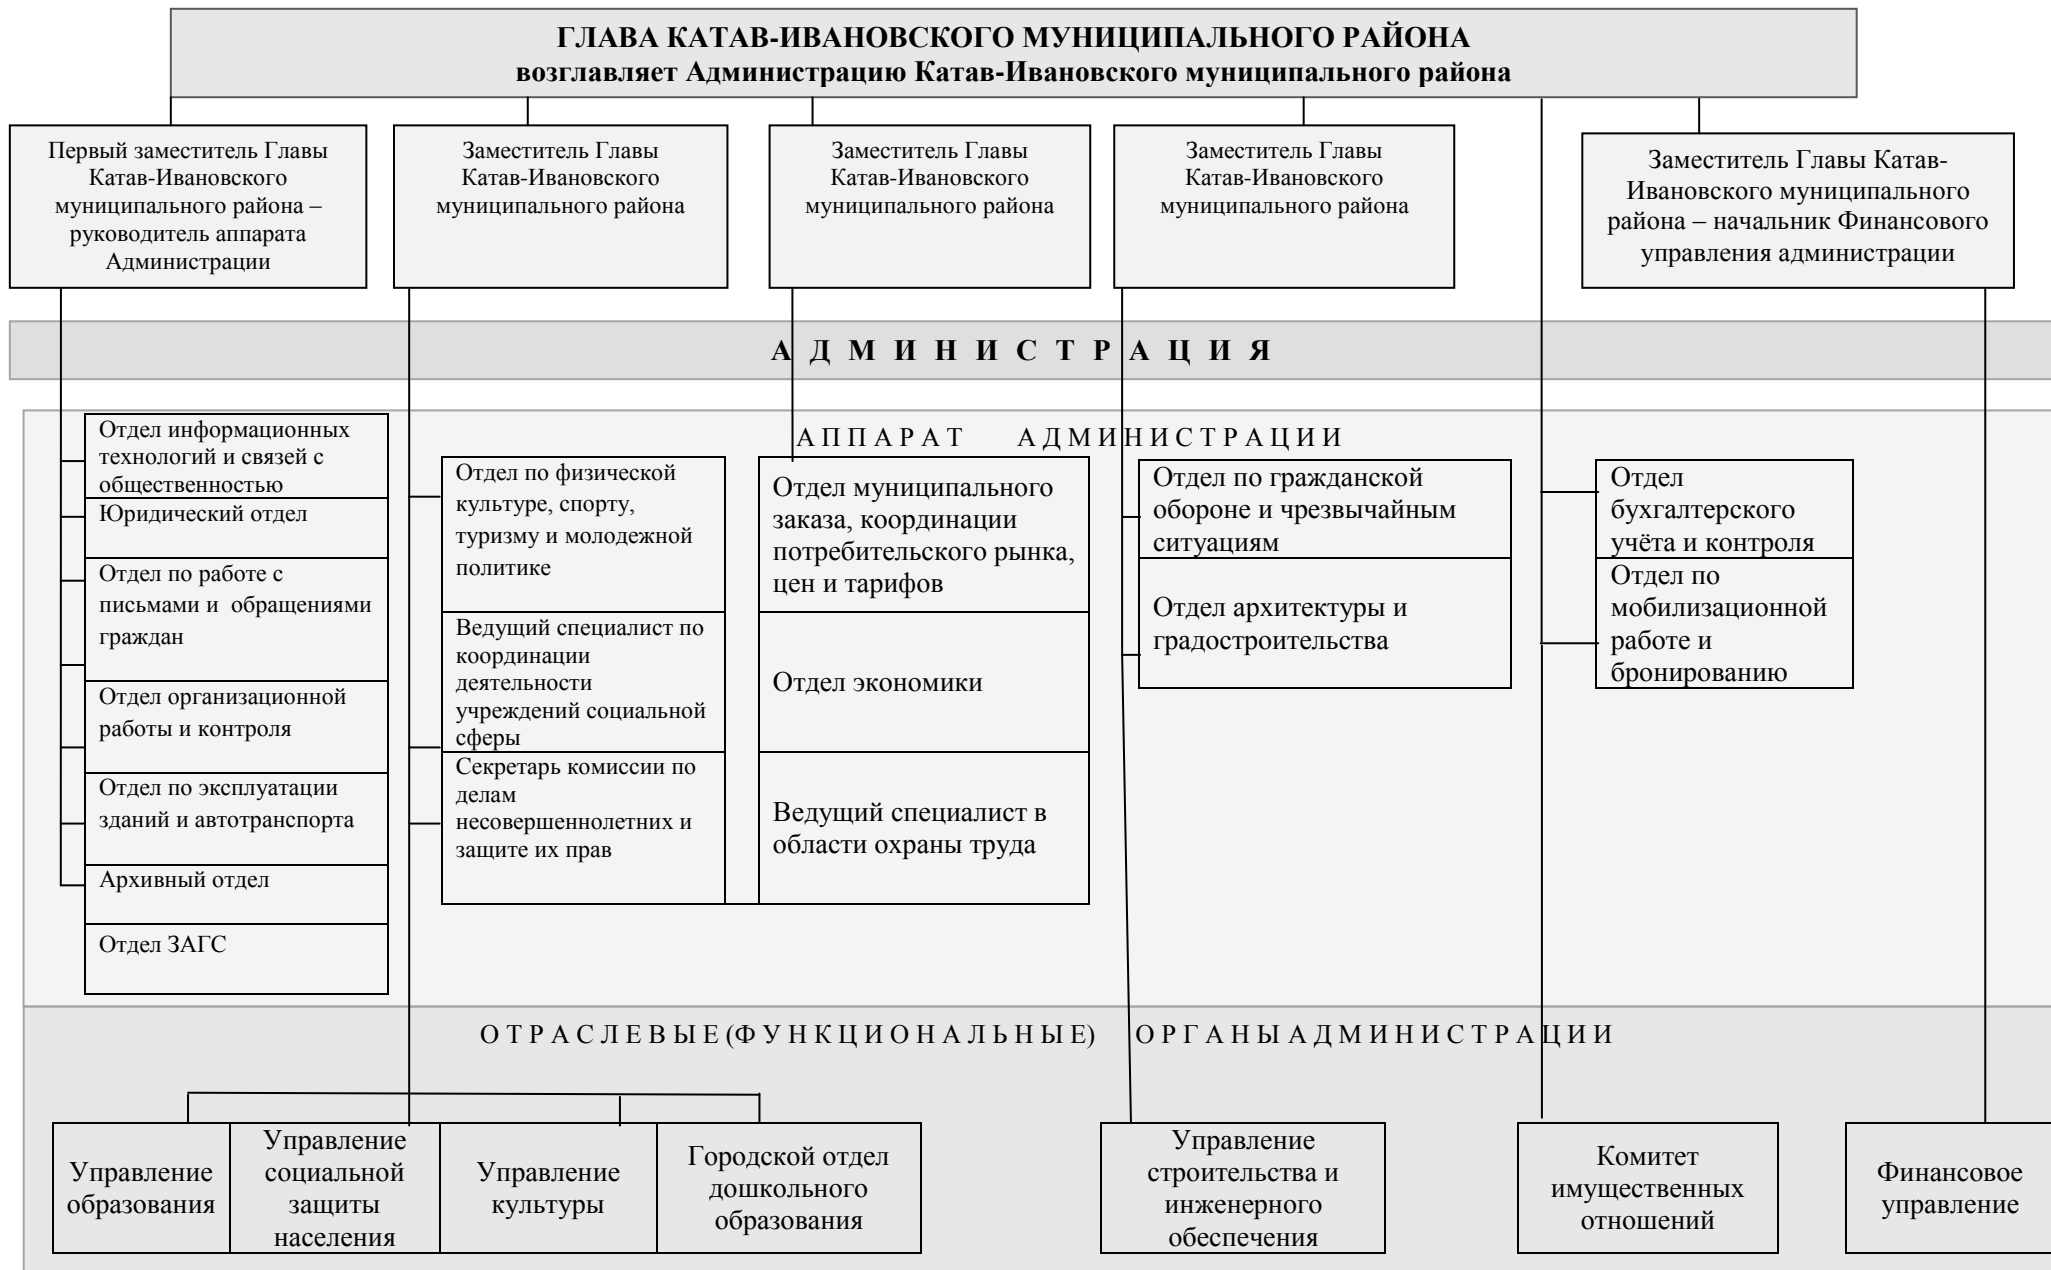 ГЛАВА КАТАВ-ИВАНОВСКОГО МУНИЦИПАЛЬНОГО РАЙОНА
возглавляет Администрацию Катав-Ивановского муниципального района
Первый заместитель Главы
Катав-Ивановского
муниципального района –
руководитель аппарата
Администрации
Заместитель Главы
Катав-Ивановского
муниципального района
Заместитель Главы
Катав-Ивановского
муниципального района
Заместитель Главы
Катав-Ивановского
муниципального района
Заместитель Главы Катав-
Ивановского муниципального
района – начальник Финансового
управления администрации
А Д М И Н И С Т Р А Ц И Я
А П П А Р А Т А Д М И Н И С Т Р А Ц И И
Отдел информационных
технологий и связей с
общественностью
Юридический отдел
Отдел по работе с
письмами и обращениями
граждан
Отдел организационной
работы и контроля
Отдел по эксплуатации
зданий и автотранспорта
Архивный отдел
Отдел ЗАГС
Отдел по физической
культуре, спорту,
туризму и молодежной
политике
Ведущий специалист по
координации
деятельности
учреждений социальной
сферы
Секретарь комиссии по
делам
несовершеннолетних и
защите их прав
Отдел муниципального
заказа, координации
потребительского рынка,
цен и тарифов
Отдел экономики
Ведущий специалист в
области охраны труда
Отдел по гражданской
обороне и чрезвычайным
ситуациям
Отдел архитектуры и
градостроительства
Отдел
бухгалтерского
учёта и контроля
Отдел по
мобилизационной
работе и
бронированию
О Т Р А С Л Е В Ы Е (Ф У Н К Ц И О Н А Л Ь Н Ы Е) О Р Г А Н Ы А Д М И Н И С Т Р А Ц И И
Управление
образования
Управление
социальной
защиты
населения
Управление
культуры
Городской отдел
дошкольного
образования
Управление
строительства и
инженерного
обеспечения
Комитет
имущественных
отношений
Финансовое
управление